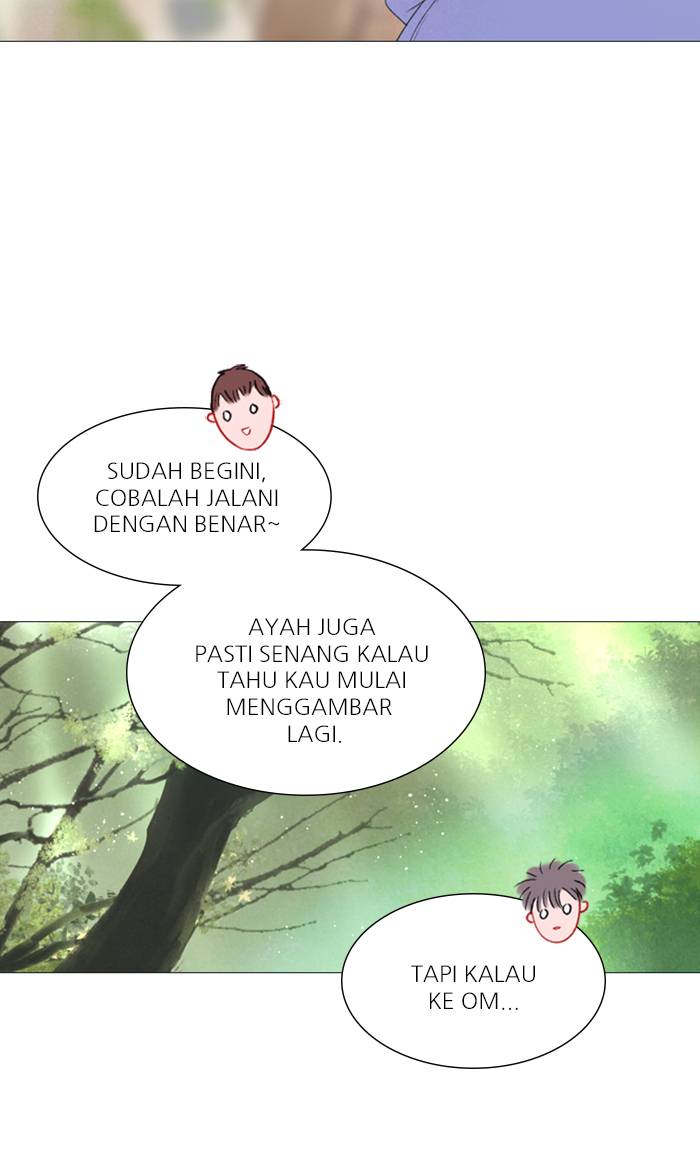 SUDAH BEGINI,
COBALAH JALANI
DENGAN BENAR~
AYAH JUGA
PASTI SENANG KALAU
TAHU KAU MULAI
MENGGAMBAR
LAGI.
TAPI KALAU
KE OM...